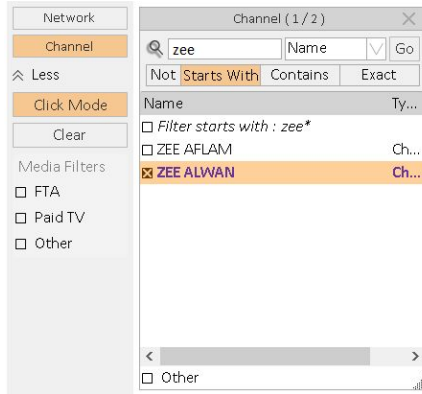 Network
Channel
Less
Click Mode
Clear
Media Filters
FTA
Paid TV
Other
Channel ( 1 / 2 )
zee Name Go
Not Starts With Contains Exact
Name Ty...
Filter starts with : zee*
ZEE AFLAM Ch...
ZEE ALWAN Ch...
Other